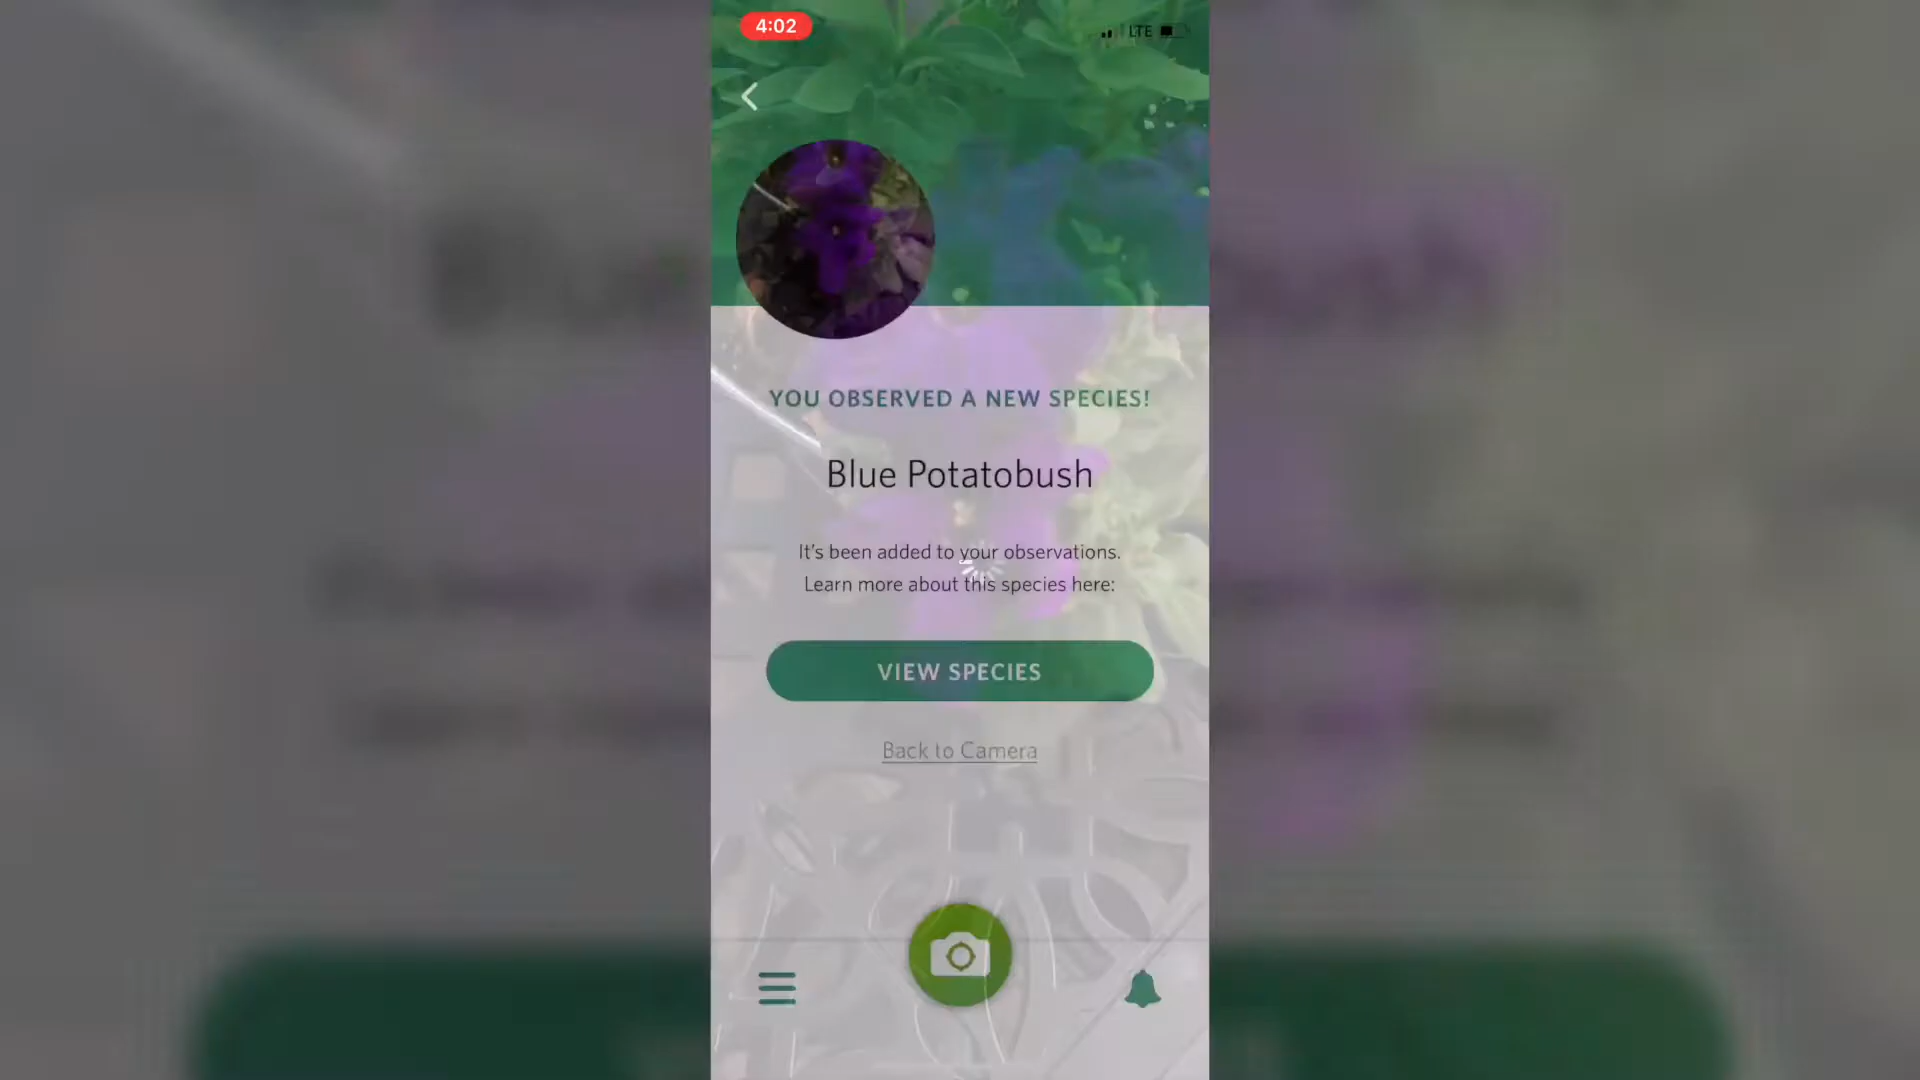 4:02
LTE
YOU OBSERVED A NEW SPECIES!
Blue Potatobush
It's been added to your observations.
Learn more about this species here:
VIEW SPECIES
Back to Camera